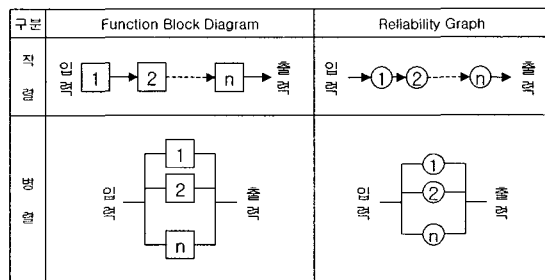 구분 Function Block Diagram Reliability Graph
직렬 입력 1 2 n 출력 입력 1 2 n 출력
병렬 입력 1 2 n 출력 입력 1 2 n 출력